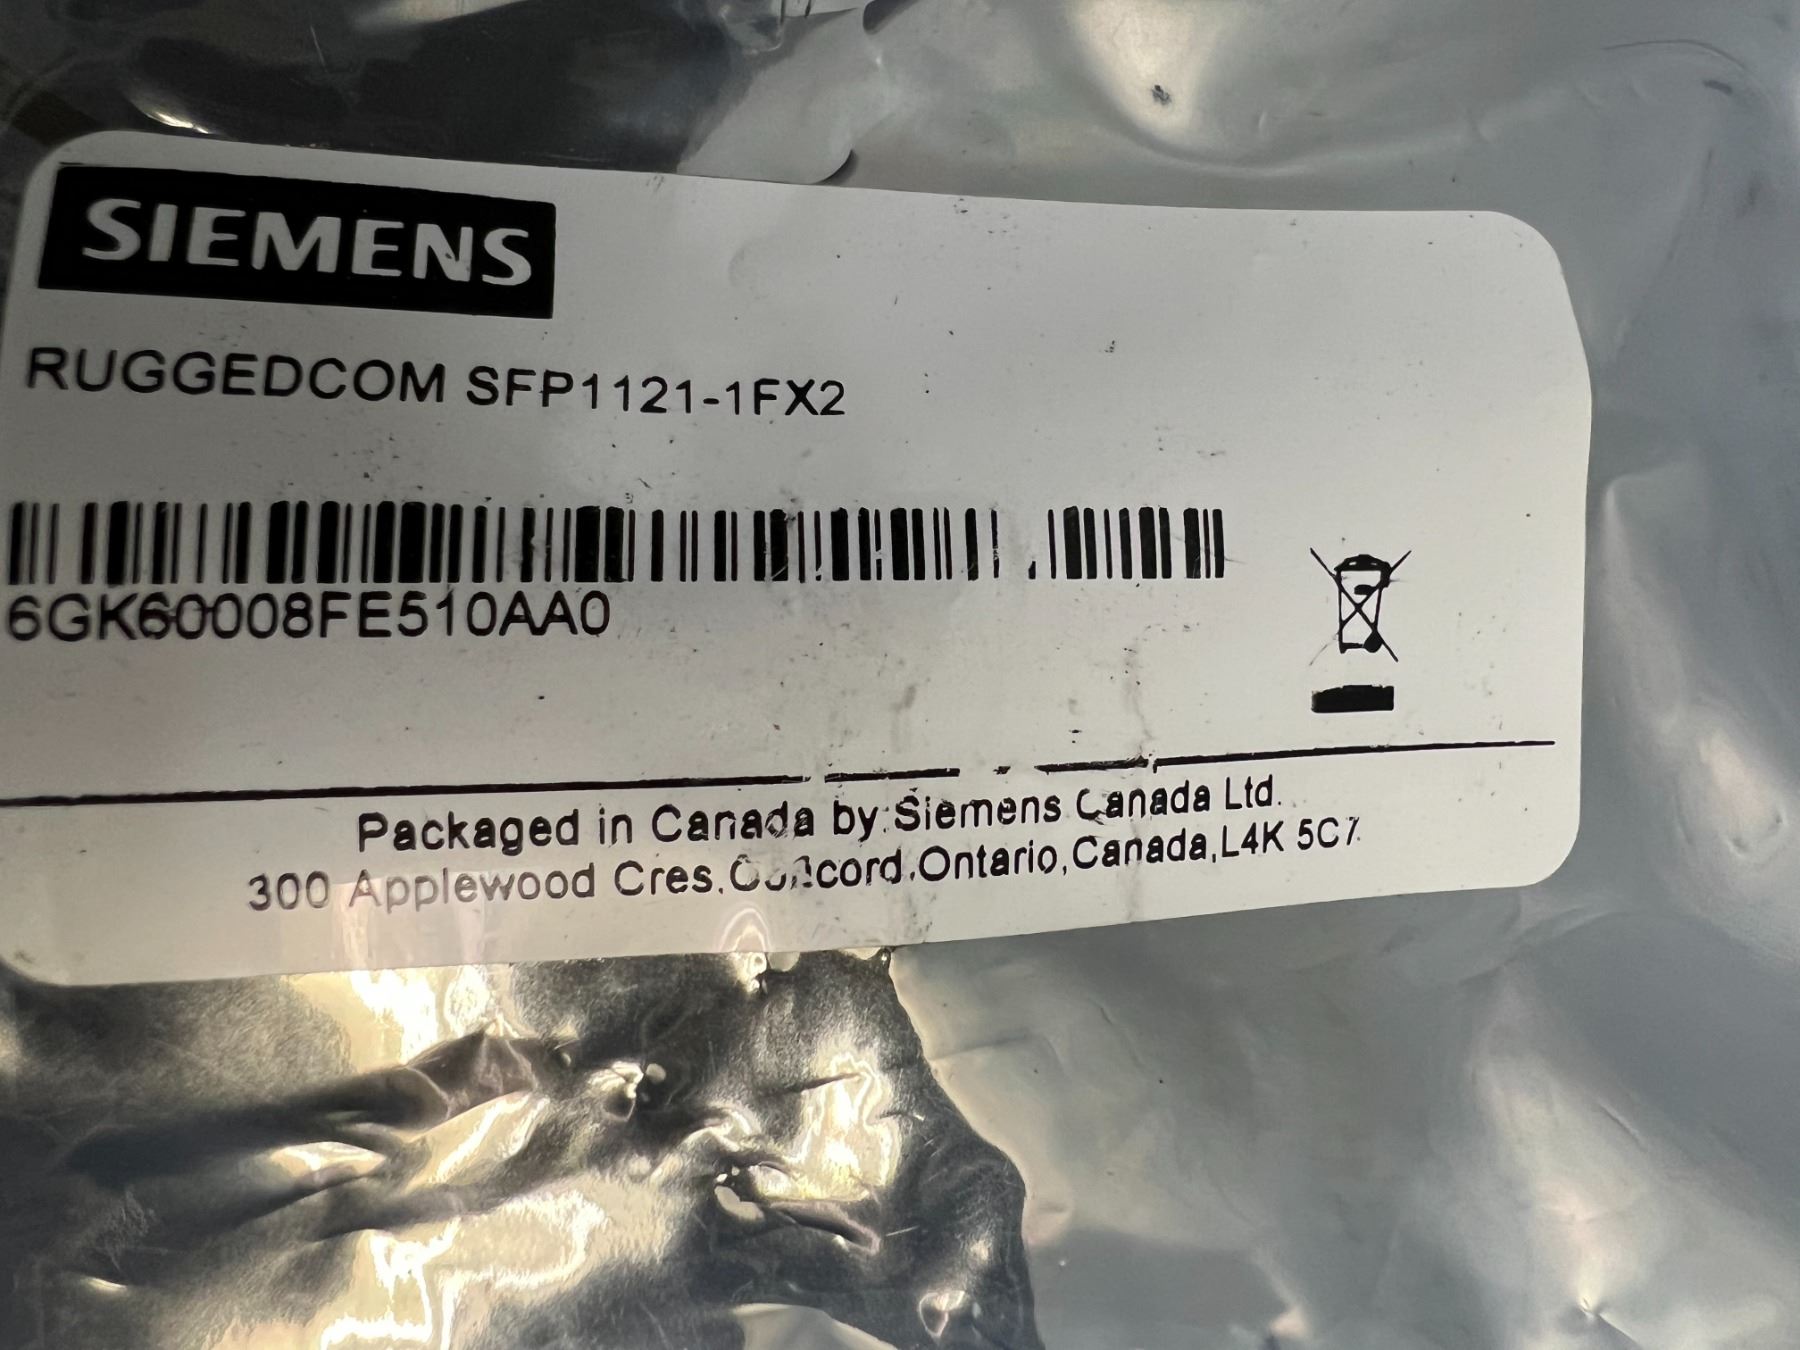 SIEMENS
RUGGEDCOM SFP1121-1FX2
6GK60008FE510AA0
Packaged in Canada by:Siemens Canada Ltd.
300 Applewood Cres.,Concord,Ontario,Canada,L4K 5C7